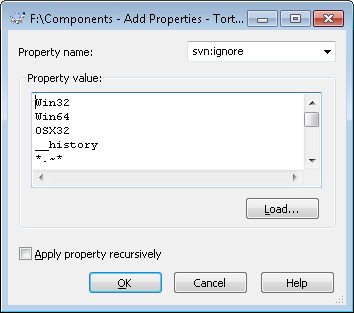 F:\Components - Add Properties - Tort...
Property name:
svn:ignore
Property value:
Win32
Win64
OSX32
__history
*.~*
Load...
Apply property recursively
OK
Cancel
Help